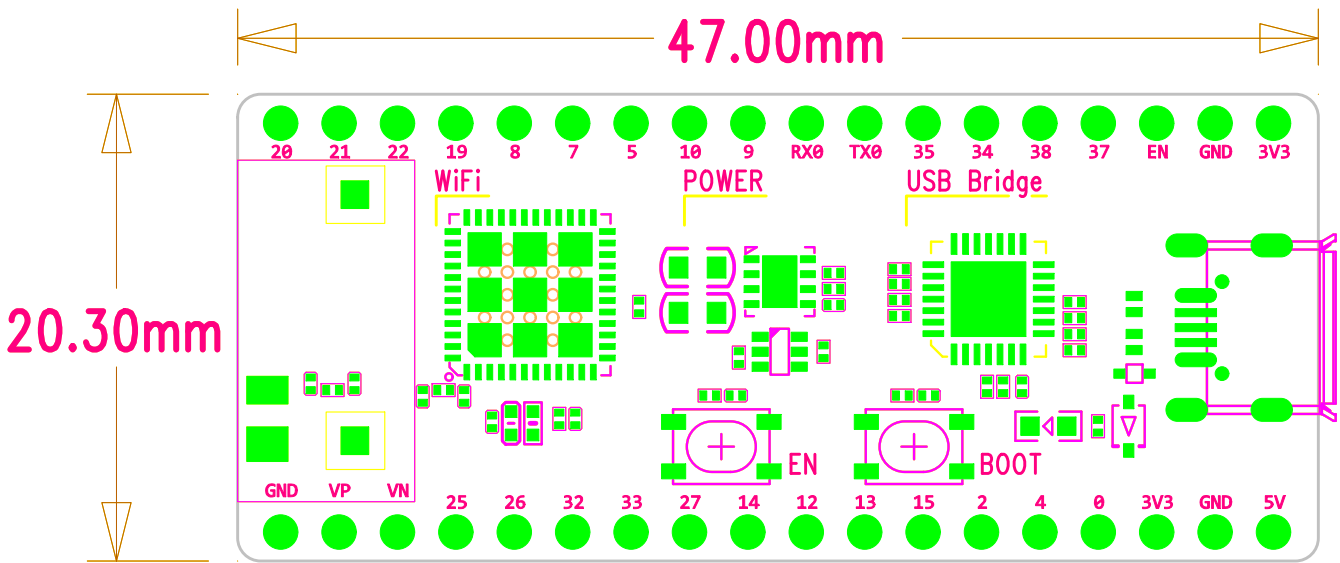 47.00mm
20 21 22 19 8 7 5 10 9 RX0 TX0 35 34 38 37 EN GND 3V3
WiFi POWER USB Bridge
20.30mm
EN BOOT
GND VP VN 25 26 32 33 27 14 12 13 15 2 4 0 3V3 GND 5V